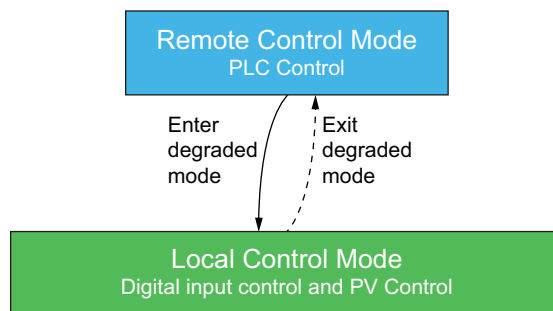 Remote Control Mode
PLC Control
Enter
degraded
mode
Exit
degraded
mode
Local Control Mode
Digital input control and PV Control